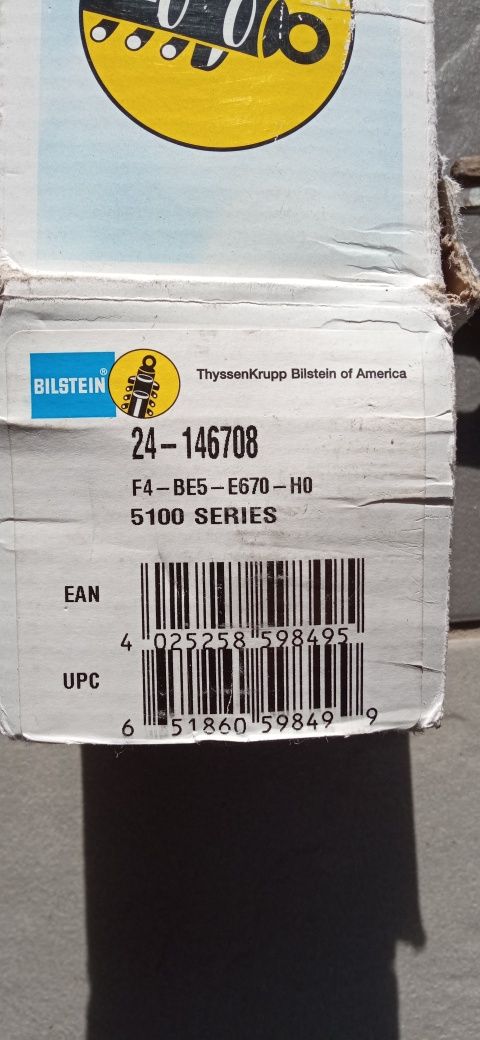 BILSTEIN®
ThyssenKrupp Bilstein of America
24-146708
F4-BE5-E670-H0
5100 SERIES
EAN
4 025258 598495
UPC
6 51860 59849 9